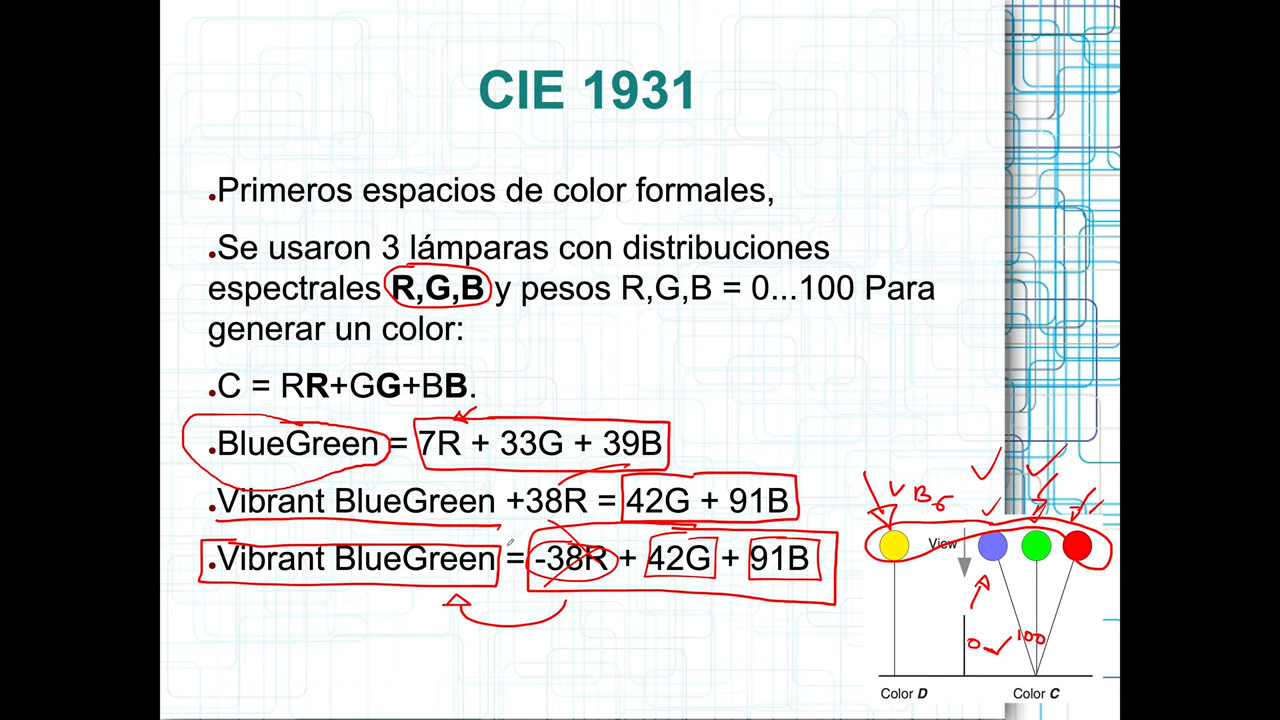 CIE 1931
Primeros espacios de color formales,
Se usaron 3 lámparas con distribuciones
espectrales R,G,B y pesos R,G,B = 0...100 Para
generar un color:
C = RR+GG+BB.
BlueGreen = 7R + 33G + 39B
Vibrant BlueGreen +38R = 42G + 91B
Vibrant BlueGreen = -38R + 42G + 91B
BG
View
0 100
Color D Color C